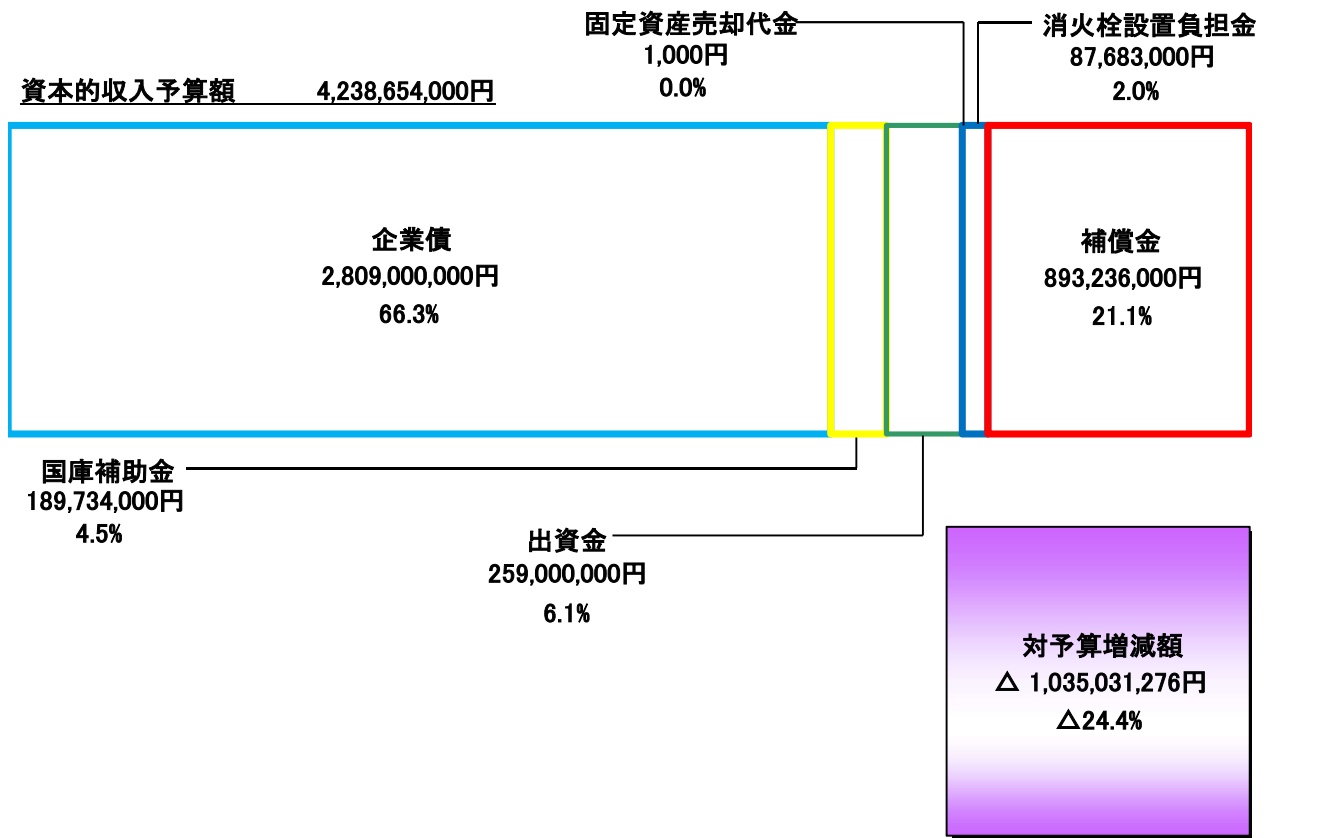 固定資産売却代金
1,000円
0.0%
消火栓設置負担金
87,683,000円
2.0%
資本的収入予算額 4,238,654,000円
企業債
2,809,000,000円
66.3%
補償金
893,236,000円
21.1%
国庫補助金
189,734,000円
4.5%
出資金
259,000,000円
6.1%
対予算増減額
△ 1,035,031,276円
△24.4%